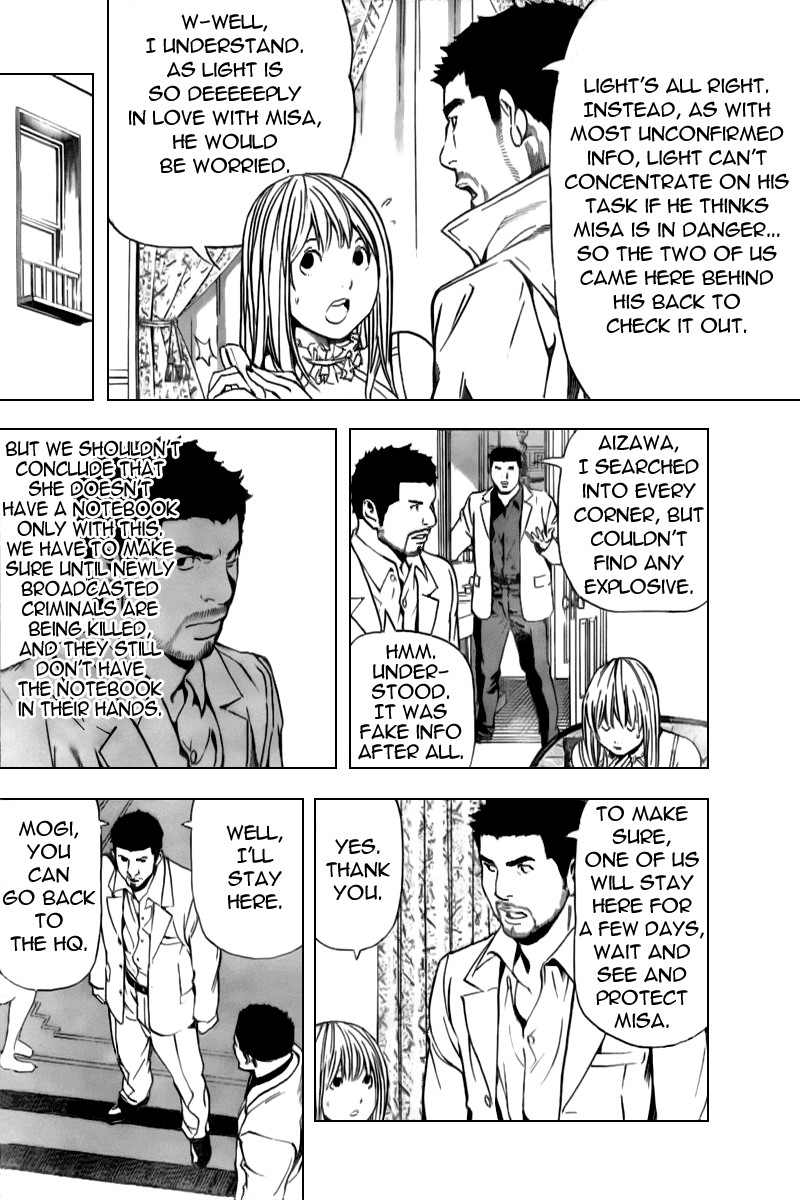 LIGHT'S ALL RIGHT.
INSTEAD, AS WITH
MOST UNCONFIRMED
INFO, LIGHT CAN'T
CONCENTRATE ON HIS
TASK IF HE THINKS
MISA IS IN DANGER...
SO THE TWO OF US
CAME HERE BEHIND
HIS BACK TO
CHECK IT OUT.
W-WELL,
I UNDERSTAND.
AS LIGHT IS
SO DEEEEEPLY
IN LOVE WITH MISA,
HE WOULD
BE WORRIED.
AIZAWA,
I SEARCHED
INTO EVERY
CORNER, BUT
COULDN'T
FIND ANY
EXPLOSIVE.
HMM.
UNDER-
STOOD.
IT WAS
FAKE INFO
AFTER ALL.
BUT WE SHOULDN'T
CONCLUDE THAT
SHE DOESN'T
HAVE A NOTEBOOK
ONLY WITH THIS.
WE HAVE TO MAKE
SURE UNTIL NEWLY
BROADCASTED
CRIMINALS ARE
BEING KILLED,
AND THEY STILL
DON'T HAVE
THE NOTEBOOK
IN THEIR HANDS.
TO MAKE
SURE,
ONE OF US
WILL STAY
HERE FOR
A FEW DAYS,
WAIT AND
SEE AND
PROTECT
MISA.
YES.
THANK
YOU.
WELL,
I'LL
STAY
HERE.
MOGI,
YOU
CAN
GO BACK
TO
THE HQ.